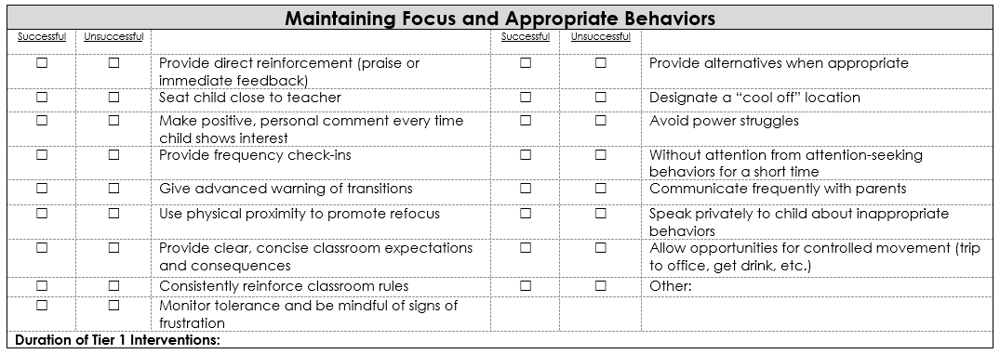 Maintaining Focus and Appropriate Behaviors
Successful Unsuccessful Successful Unsuccessful
☐ ☐ Provide direct reinforcement (praise or
immediate feedback)
☐ ☐ Provide alternatives when appropriate
☐ ☐ Seat child close to teacher
☐ ☐ Designate a “cool off” location
☐ ☐ Make positive, personal comment every time
child shows interest
☐ ☐ Avoid power struggles
☐ ☐ Provide frequency check-ins
☐ ☐ Without attention from attention-seeking
behaviors for a short time
☐ ☐ Give advanced warning of transitions
☐ ☐ Communicate frequently with parents
☐ ☐ Use physical proximity to promote refocus
☐ ☐ Speak privately to child about inappropriate
behaviors
☐ ☐ Provide clear, concise classroom expectations
and consequences
☐ ☐ Allow opportunities for controlled movement (trip
to office, get drink, etc.)
☐ ☐ Consistently reinforce classroom rules
☐ ☐ Other:
☐ ☐ Monitor tolerance and be mindful of signs of
frustration
Duration of Tier 1 Interventions: